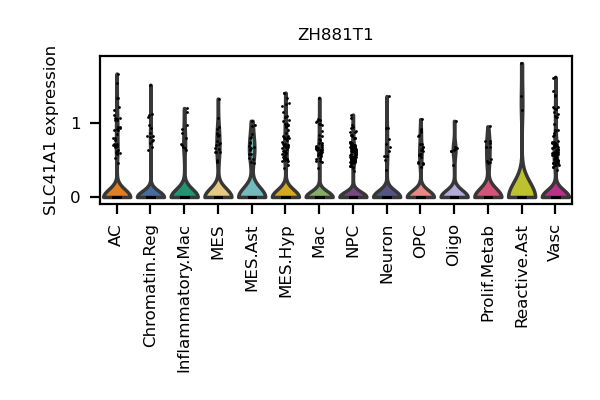 ZH881T1
SLC41A1 expression
1
0
AC
Chromatin.Reg
Inflammatory.Mac
MES
MES.Ast
MES.Hyp
Mac
NPC
Neuron
OPC
Oligo
Prolif.Metab
Reactive.Ast
Vasc